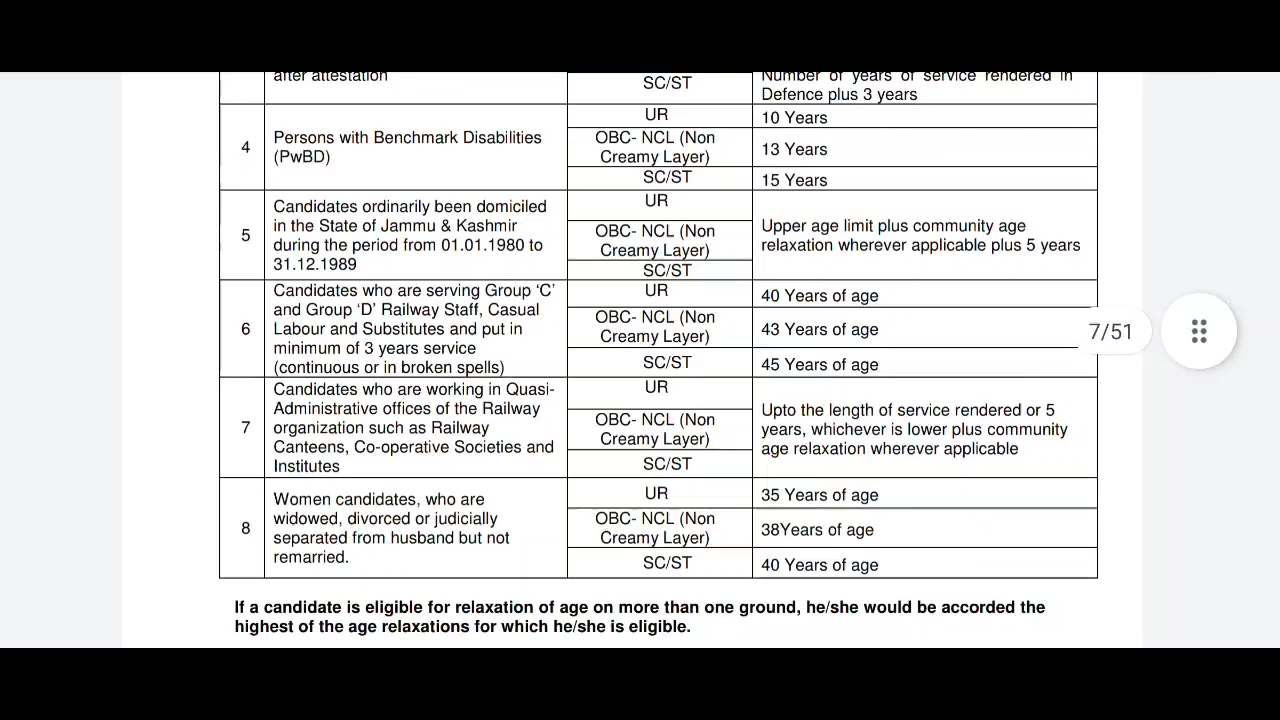 after attestation
SC/ST
Number of years of service rendered in
Defence plus 3 years
4
Persons with Benchmark Disabilities
(PwBD)
UR
10 Years
OBC- NCL (Non
Creamy Layer)
13 Years
SC/ST
15 Years
5
Candidates ordinarily been domiciled
in the State of Jammu & Kashmir
during the period from 01.01.1980 to
31.12.1989
UR
OBC- NCL (Non
Creamy Layer)
SC/ST
Upper age limit plus community age
relaxation wherever applicable plus 5 years
6
Candidates who are serving Group ‘C’
and Group ‘D’ Railway Staff, Casual
Labour and Substitutes and put in
minimum of 3 years service
(continuous or in broken spells)
UR
40 Years of age
OBC- NCL (Non
Creamy Layer)
43 Years of age
SC/ST
45 Years of age
7/51
7
Candidates who are working in Quasi-
Administrative offices of the Railway
organization such as Railway
Canteens, Co-operative Societies and
Institutes
UR
OBC- NCL (Non
Creamy Layer)
SC/ST
Upto the length of service rendered or 5
years, whichever is lower plus community
age relaxation wherever applicable
8
Women candidates, who are
widowed, divorced or judicially
separated from husband but not
remarried.
UR
35 Years of age
OBC- NCL (Non
Creamy Layer)
38Years of age
SC/ST
40 Years of age
If a candidate is eligible for relaxation of age on more than one ground, he/she would be accorded the
highest of the age relaxations for which he/she is eligible.